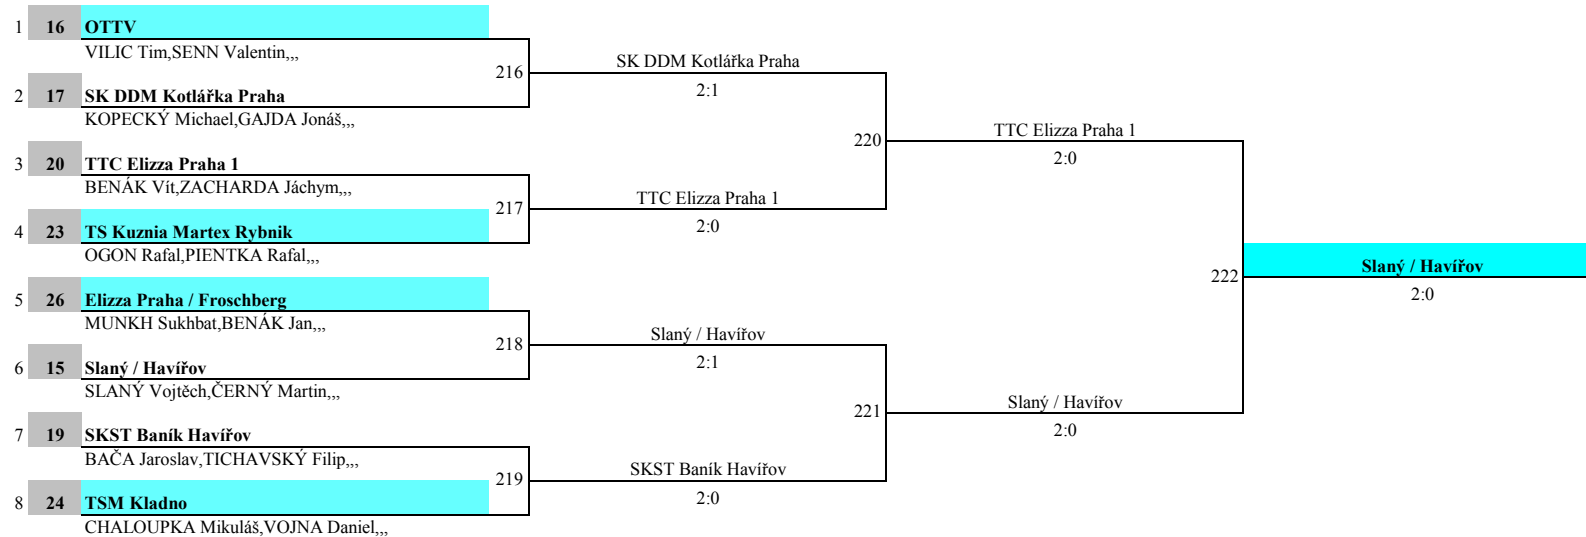 1 16 OTTV
VILIC Tim,SENN Valentin,,,
216
SK DDM Kotlářka Praha
2:1
2 17 SK DDM Kotlářka Praha
KOPECKÝ Michael,GAJDA Jonáš,,,
220
TTC Elizza Praha 1
2:0
3 20 TTC Elizza Praha 1
BENÁK Vít,ZACHARDA Jáchym,,,
217
TTC Elizza Praha 1
2:0
4 23 TS Kuznia Martex Rybnik
OGON Rafal,PIENTKA Rafal,,,
222
Slaný / Havířov
2:0
5 26 Elizza Praha / Froschberg
MUNKH Sukhbat,BENÁK Jan,,,
218
Slaný / Havířov
2:1
6 15 Slaný / Havířov
SLANÝ Vojtěch,ČERNÝ Martin,,,
221
Slaný / Havířov
2:0
7 19 SKST Baník Havířov
BAČA Jaroslav,TICHAVSKÝ Filip,,,
219
SKST Baník Havířov
2:0
8 24 TSM Kladno
CHALOUPKA Mikuláš,VOJNA Daniel,,,